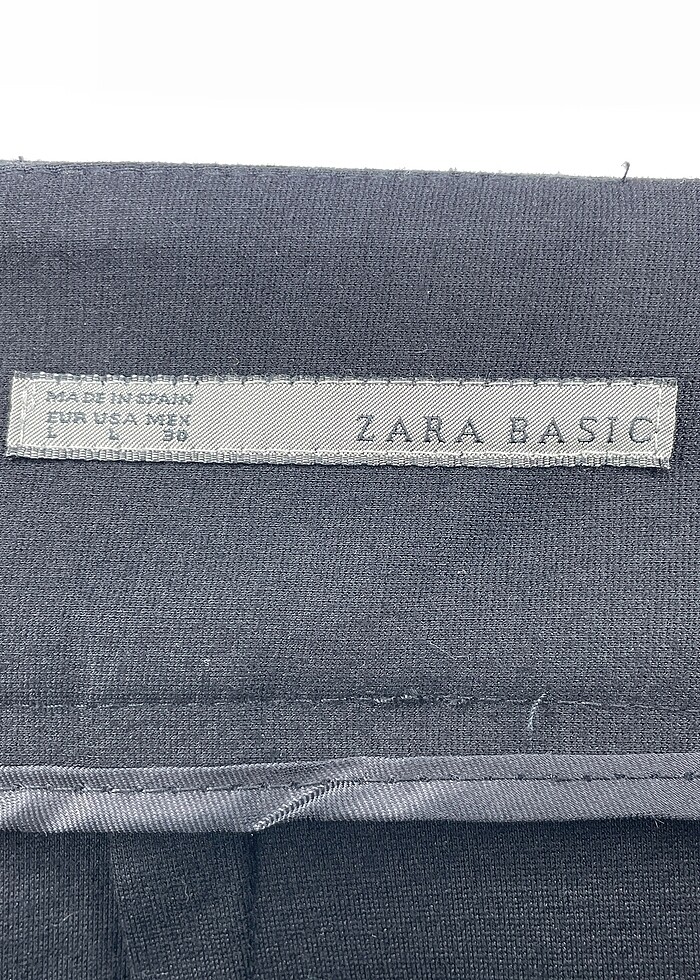 MADE IN SPAIN
EUR USA MEX
L L 30
ZARA BASIC